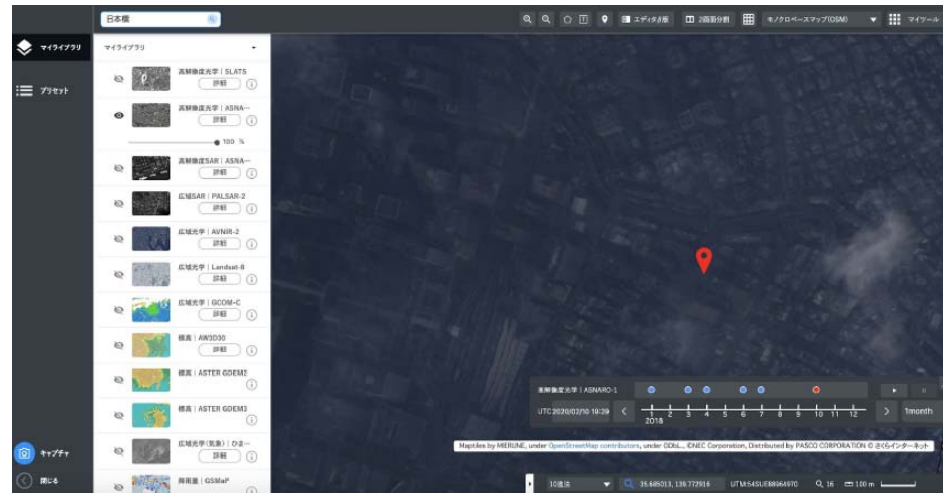 日本橋
エディタβ版
2画面分割
モノクロベースマップ(OSM)
マイツール
マイライブラリ
プリセット
キャプチャ
閉じる
マイライブラリ
高解像度光学 | SLATS
詳細
高解像度光学 | ASNA…
詳細
100 %
高解像度SAR | ASNA…
詳細
広域SAR | PALSAR-2
詳細
広域光学 | AVNIR-2
詳細
広域光学 | Landsat-8
詳細
広域光学 | GCOM-C
詳細
標高 | AW3D30
詳細
標高 | ASTER GDEM2
標高 | ASTER GDEM3
広域光学(気象) | ひま…
詳細
降雨量 | GSMaP
高解像度光学 | ASNARO-1
UTC 2020/02/10 19:29
1 2 3 4 5 6 7 8 9 10 11 12
2018
1month
Maptiles by MIERUNE, under OpenStreetMap contributors, under ODbL., ©NEC Corporation, Distributed by PASCO CORPORATION © さくらインターネット
10進法
35.685013, 139.772916
UTM:54SUE88964970
16
100 m